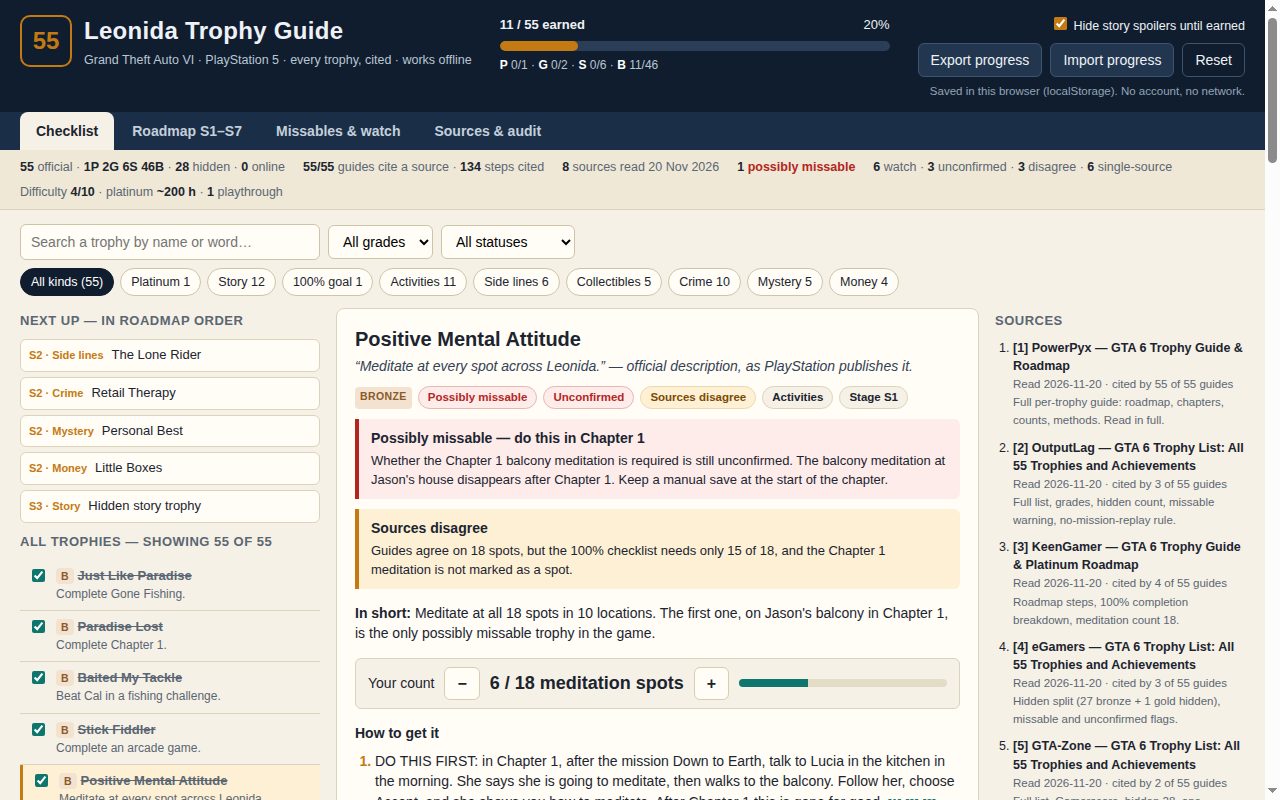 55
Leonida Trophy Guide
Grand Theft Auto VI · PlayStation 5 · every trophy, cited · works offline
11 / 55 earned
20%
P 0/1 · G 0/2 · S 0/6 · B 11/46
Hide story spoilers until earned
Export progress
Import progress
Reset
Saved in this browser (localStorage). No account, no network.
Checklist
Roadmap S1–S7
Missables & watch
Sources & audit
55 official · 1P 2G 6S 46B · 28 hidden · 0 online
55/55 guides cite a source · 134 steps cited
8 sources read 20 Nov 2026
1 possibly missable
6 watch · 3 unconfirmed · 3 disagree · 6 single-source
Difficulty 4/10 · platinum ~200 h · 1 playthrough
Search a trophy by name or word…
All grades
All statuses
All kinds (55)
Platinum 1
Story 12
100% goal 1
Activities 11
Side lines 6
Collectibles 5
Crime 10
Mystery 5
Money 4
NEXT UP — IN ROADMAP ORDER
S2 · Side lines The Lone Rider
S2 · Crime Retail Therapy
S2 · Mystery Personal Best
S2 · Money Little Boxes
S3 · Story Hidden story trophy
ALL TROPHIES — SHOWING 55 OF 55
B Just Like Paradise
Complete Gone Fishing.
B Paradise Lost
Complete Chapter 1.
B Baited My Tackle
Beat Cal in a fishing challenge.
B Stick Fiddler
Complete an arcade game.
B Positive Mental Attitude
Meditate at every spot across Leonida.
Positive Mental Attitude
“Meditate at every spot across Leonida.” — official description, as PlayStation publishes it.
BRONZE
Possibly missable
Unconfirmed
Sources disagree
Activities
Stage S1
Possibly missable — do this in Chapter 1
Whether the Chapter 1 balcony meditation is required is still unconfirmed. The balcony meditation at
Jason's house disappears after Chapter 1. Keep a manual save at the start of the chapter.
Sources disagree
Guides agree on 18 spots, but the 100% checklist needs only 15 of 18, and the Chapter 1
meditation is not marked as a spot.
In short: Meditate at all 18 spots in 10 locations. The first one, on Jason's balcony in Chapter 1,
is the only possibly missable trophy in the game.
Your count
−
6 / 18 meditation spots
+
How to get it
1. DO THIS FIRST: in Chapter 1, after the mission Down to Earth, talk to Lucia in the kitchen in
the morning. She says she is going to meditate, then walks to the balcony. Follow her, choose
Accept, and she shows you how to meditate. After Chapter 1 this is gone for good.
SOURCES
1. [1] PowerPyx — GTA 6 Trophy Guide &
Roadmap
Read 2026-11-20 · cited by 55 of 55 guides
Full per-trophy guide: roadmap, chapters,
counts, methods. Read in full.
2. [2] OutputLag — GTA 6 Trophy List: All
55 Trophies and Achievements
Read 2026-11-20 · cited by 3 of 55 guides
Full list, grades, hidden count, missable
warning, no-mission-replay rule.
3. [3] KeenGamer — GTA 6 Trophy Guide
& Platinum Roadmap
Read 2026-11-20 · cited by 4 of 55 guides
Roadmap steps, 100% completion
breakdown, meditation count 18.
4. [4] eGamers — GTA 6 Trophy List: All
55 Trophies and Achievements
Read 2026-11-20 · cited by 3 of 55 guides
Hidden split (27 bronze + 1 gold hidden),
missable and unconfirmed flags.
5. [5] GTA-Zone — GTA 6 Trophy List: All
55 Trophies and Achievements
Read 2026-11-20 · cited by 2 of 55 guides